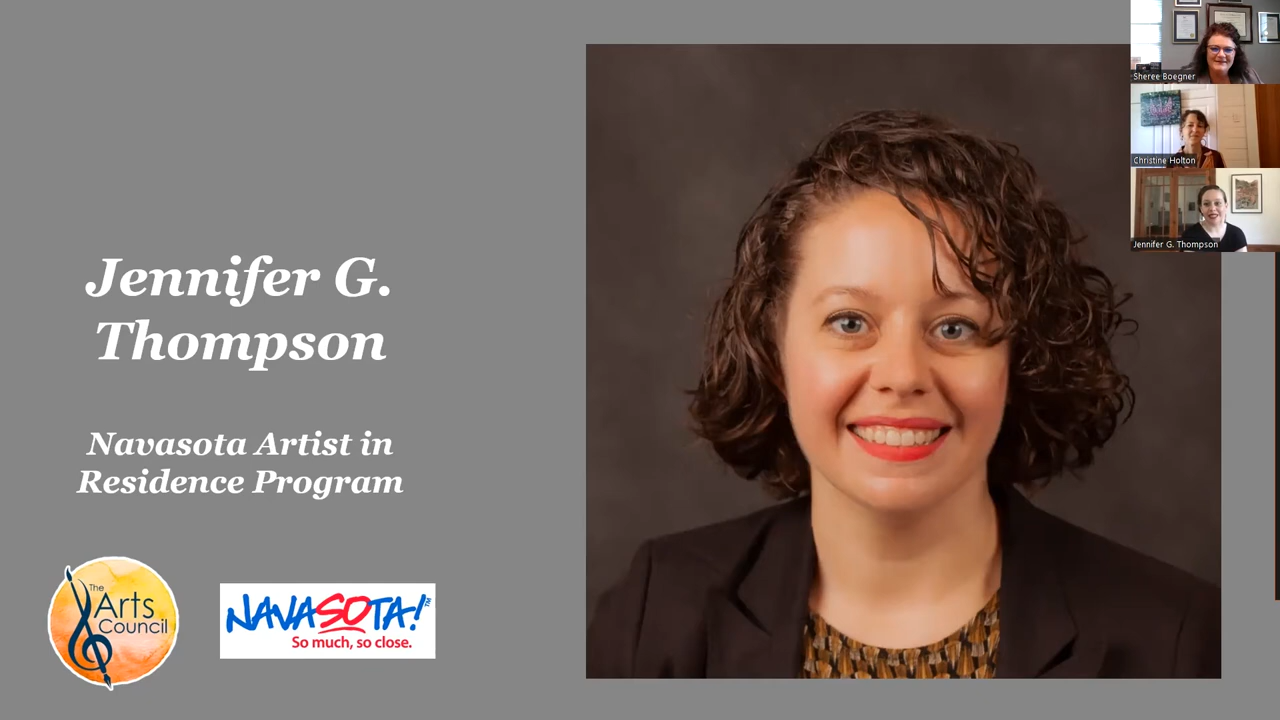 Jennifer G.
Thompson
Navasota Artist in
Residence Program
The
Arts
Council
NAVASOTA!™
So much, so close.
Sheree Boegner
Christine Holton
Jennifer G. Thompson